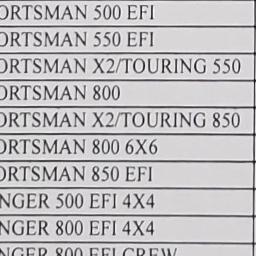 ORTSMAN 500 EFI
ORTSMAN 550 EFI
ORTSMAN X2/TOURING 550
ORTSMAN 800
ORTSMAN X2/TOURING 850
ORTSMAN 800 6X6
ORTSMAN 850 EFI
NGER 500 EFI 4X4
NGER 800 EFI 4X4
NGER 800 EFI CREW